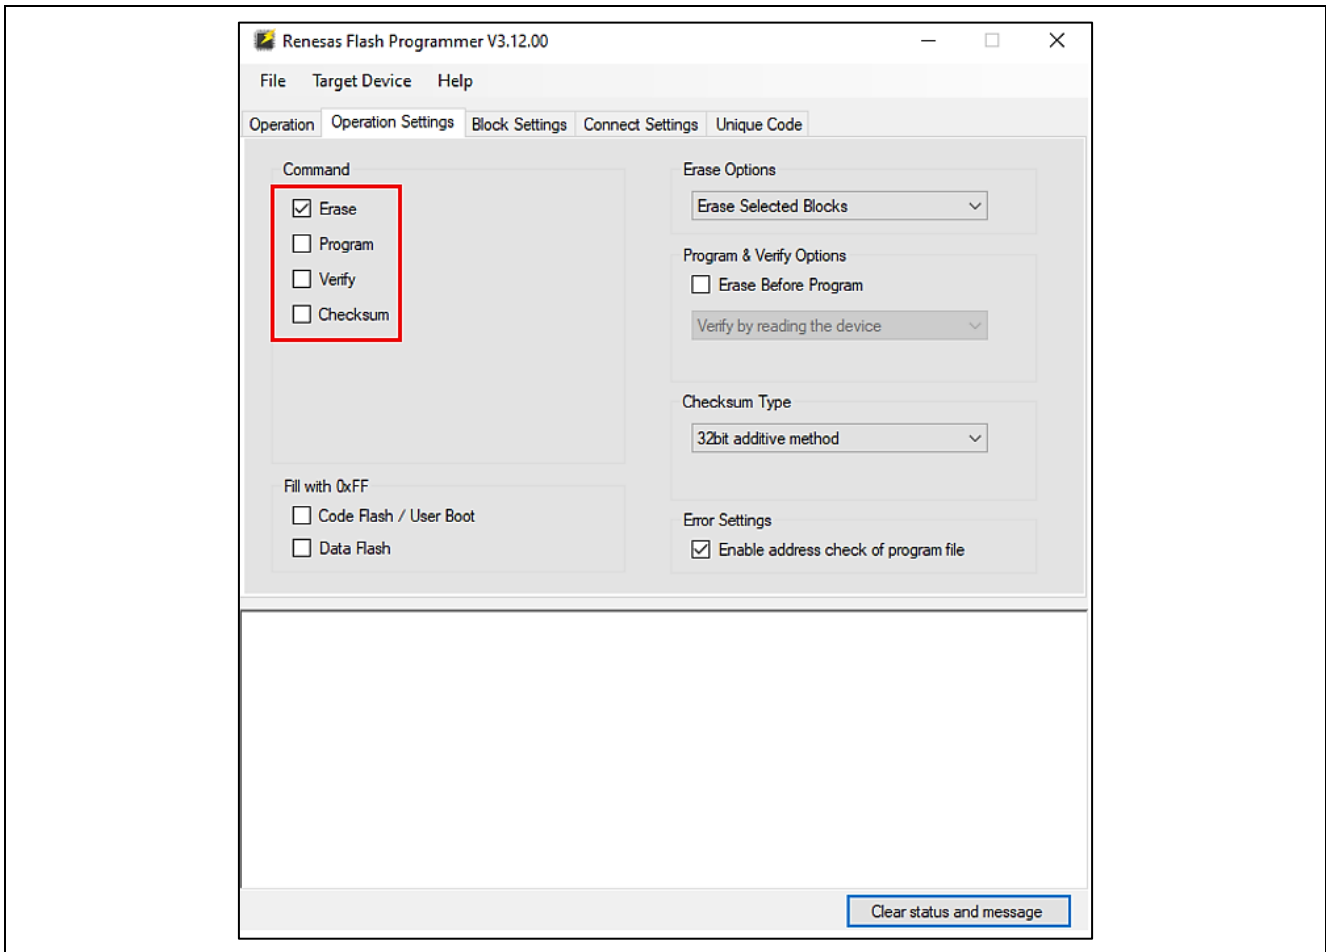 Renesas Flash Programmer V3.12.00
File Target Device Help
Operation Operation Settings Block Settings Connect Settings Unique Code
Command
Erase
Program
Verify
Checksum
Fill with 0xFF
Code Flash / User Boot
Data Flash
Erase Options
Erase Selected Blocks
Program & Verify Options
Erase Before Program
Verify by reading the device
Checksum Type
32bit additive method
Error Settings
Enable address check of program file
Clear status and message